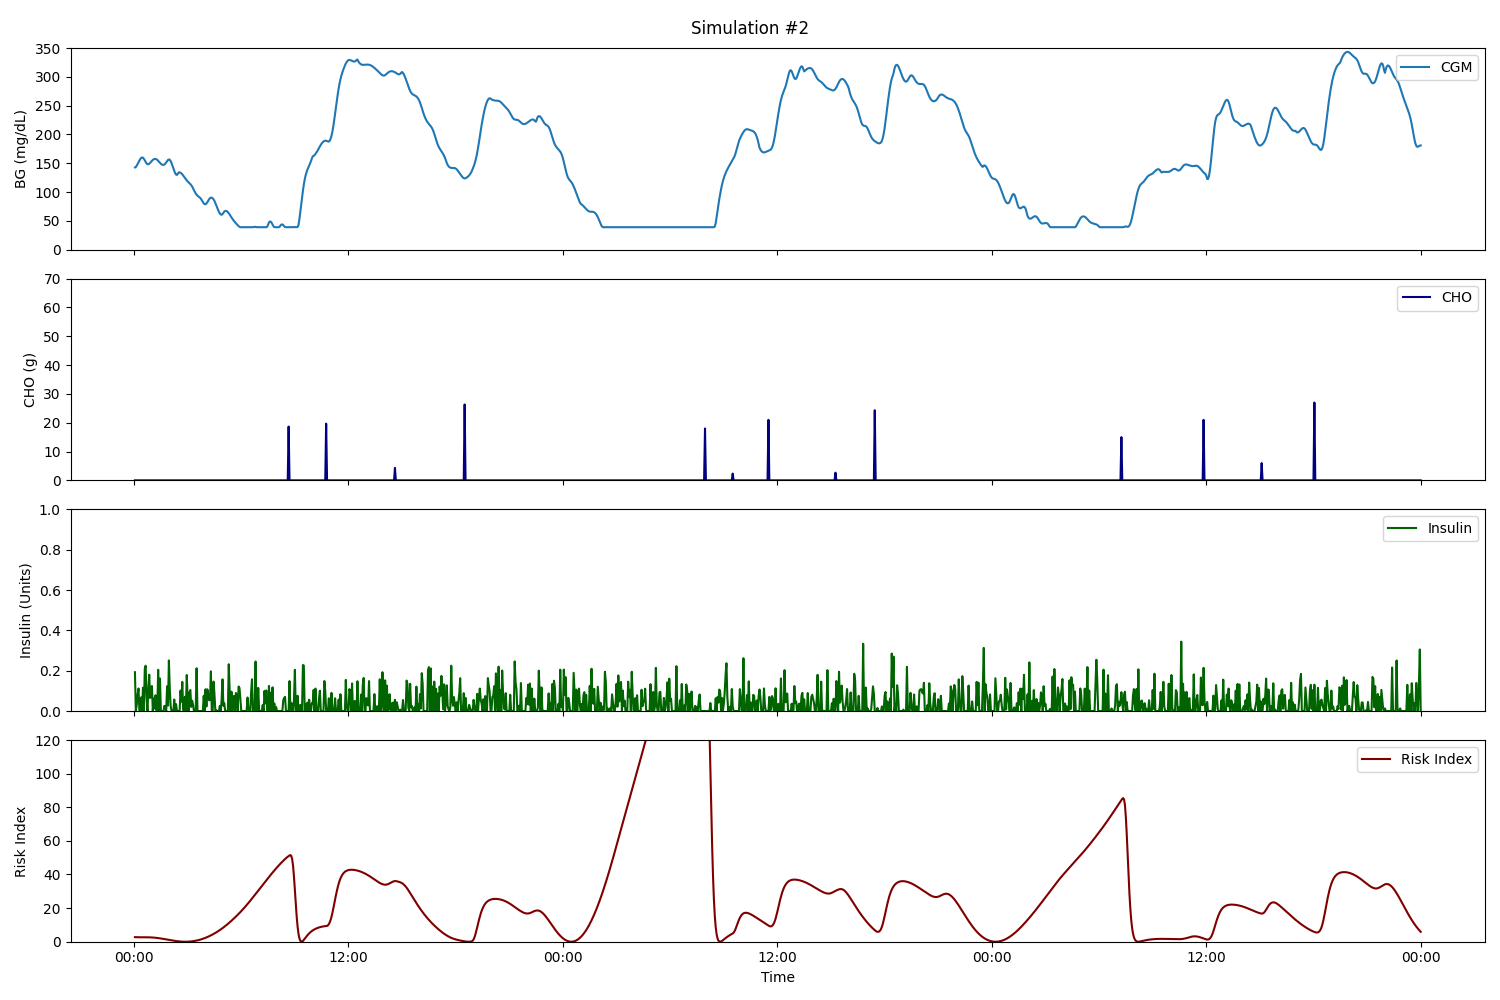 Simulation #2
350
300
250
200
150
100
50
0
BG (mg/dL)
CGM
70
60
50
40
30
20
10
0
CHO (g)
CHO
1.0
0.8
0.6
0.4
0.2
0.0
Insulin (Units)
Insulin
120
100
80
60
40
20
0
Risk Index
Risk Index
00:00 12:00 00:00 12:00 00:00 12:00 00:00
Time